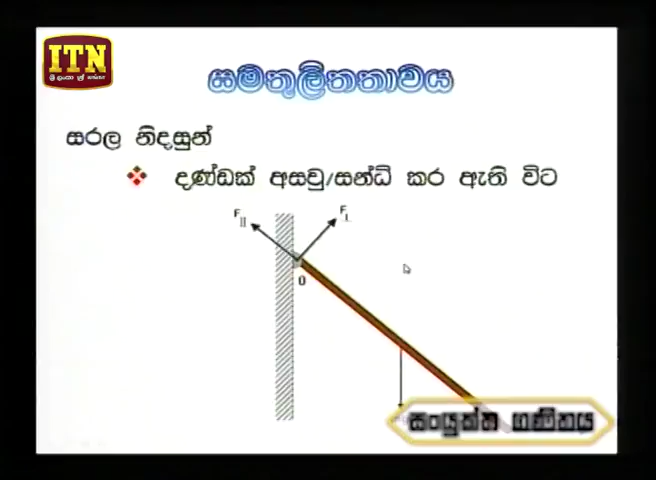 ITN
ශ්‍රී ලංකා ගේ නෙත්ත
සමතුලිතතාවය
සරල නිදසුන්
දණ්ඩක් අසවු/සන්ධි කර ඇති විට
F||
F⊥
0
සංයුක්ත ගණිතය